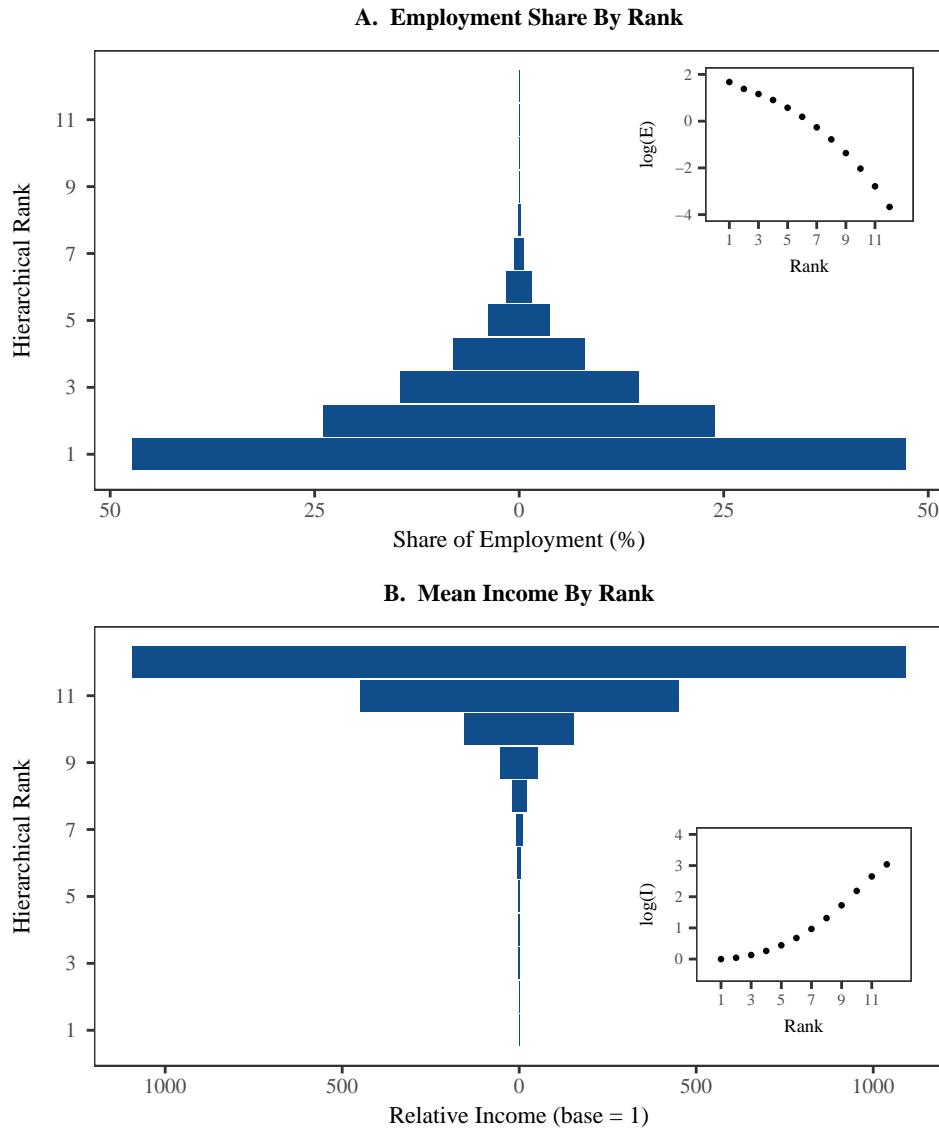 A.  Employment Share By Rank
Hierarchical Rank
11
9
7
5
3
1
50 25 0 25 50
Share of Employment (%)
log(E)
2
0
−2
−4
1 3 5 7 9 11
Rank
B.  Mean Income By Rank
Hierarchical Rank
11
9
7
5
3
1
1000 500 0 500 1000
Relative Income (base = 1)
log(I)
4
3
2
1
0
1 3 5 7 9 11
Rank